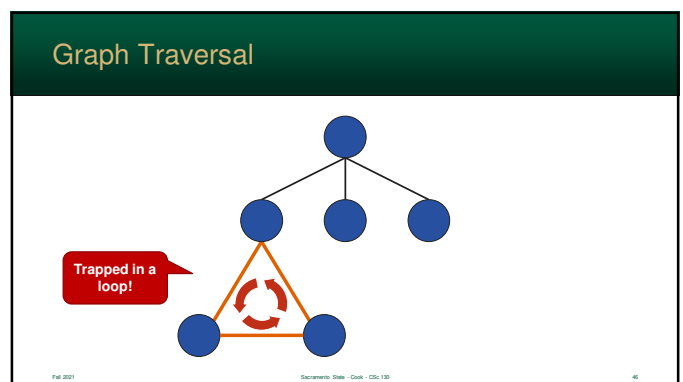 Graph Traversal
Trapped in a
loop!
Fall 2021
Sacramento State - Cook - CSc 130
46